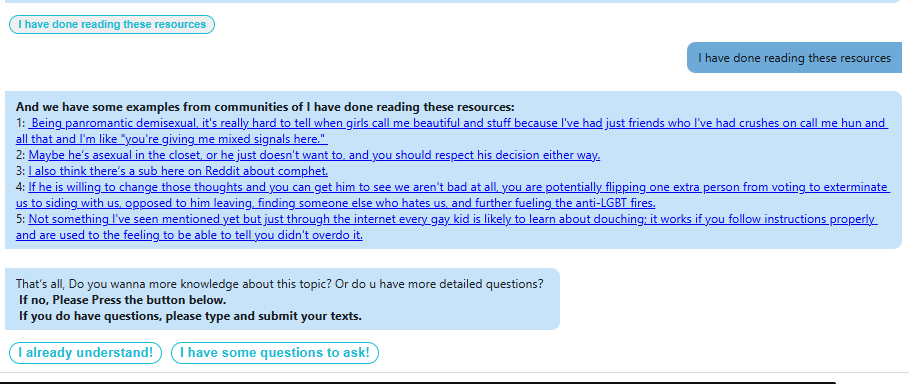 I have done reading these resources
I have done reading these resources
And we have some examples from communities of I have done reading these resources:
1:  Being panromantic demisexual, it's really hard to tell when girls call me beautiful and stuff because I've had just friends who I've had crushes on call me hun and
all that and I'm like "you're giving me mixed signals here."
2: Maybe he's asexual in the closet, or he just doesn't want to, and you should respect his decision either way.
3: I also think there's a sub here on Reddit about comphet.
4: If he is willing to change those thoughts and you can get him to see we aren't bad at all, you are potentially flipping one extra person from voting to exterminate
us to siding with us, opposed to him leaving, finding someone else who hates us, and further fueling the anti-LGBT fires.
5: Not something I've seen mentioned yet but just through the internet every gay kid is likely to learn about douching; it works if you follow instructions properly
and are used to the feeling to be able to tell you didn't overdo it.
That's all, Do you wanna more knowledge about this topic? Or do u have more detailed questions?
If no, Please Press the button below.
If you do have questions, please type and submit your texts.
I already understand! I have some questions to ask!